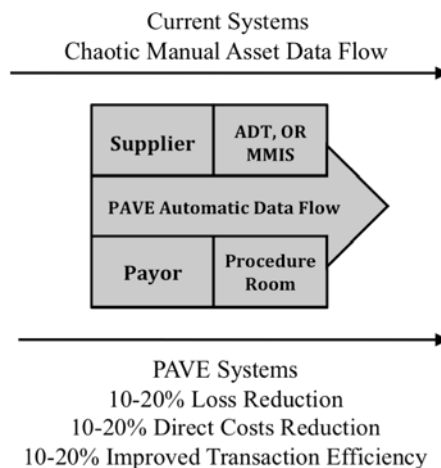 Current Systems
Chaotic Manual Asset Data Flow
Supplier
ADT, OR
MMIS
PAVE Automatic Data Flow
Payor
Procedure
Room
PAVE Systems
10-20% Loss Reduction
10-20% Direct Costs Reduction
10-20% Improved Transaction Efficiency